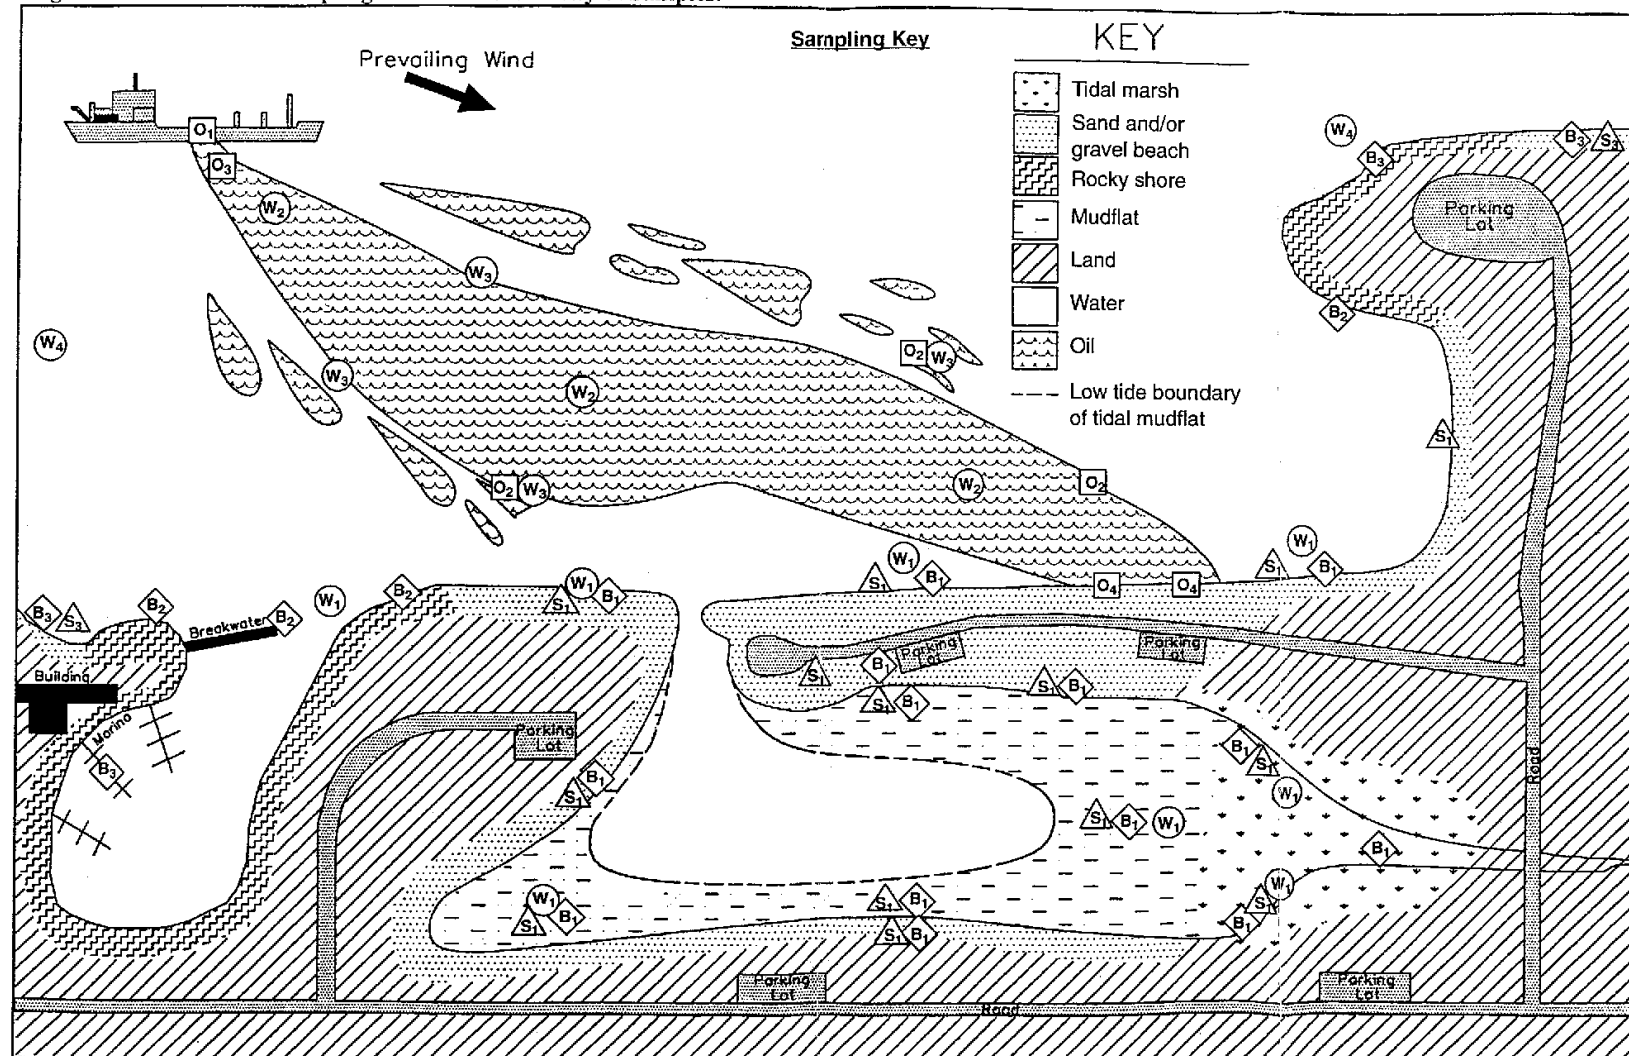 Sampling Key
KEY
Prevailing Wind
Tidal marsh
Sand and/or
gravel beach
Rocky shore
Mudflat
Land
Water
Oil
Low tide boundary
of tidal mudflat
O1
O3
W2
W3
W4
B3
B3
S3
Parking
Lot
B2
W4
W3
O2
W3
W2
S1
O2
W3
W2
O2
W1
S1
B1
W1
S1
B1
O4
O4
B3
S3
B2
Breakwater
B2
W1
B2
W1
S1
B1
Building
Marina
B3
Parking
Lot
S1
B1
Parking
Lot
Parking
Lot
S1
B1
S1
B1
B1
S1
W1
S1
B1
S1
B1
W1
B1
Road
W1
S1
B1
S1
B1
S1
B1
W1
S1
B1
Parking
Lot
Parking
Lot
Road